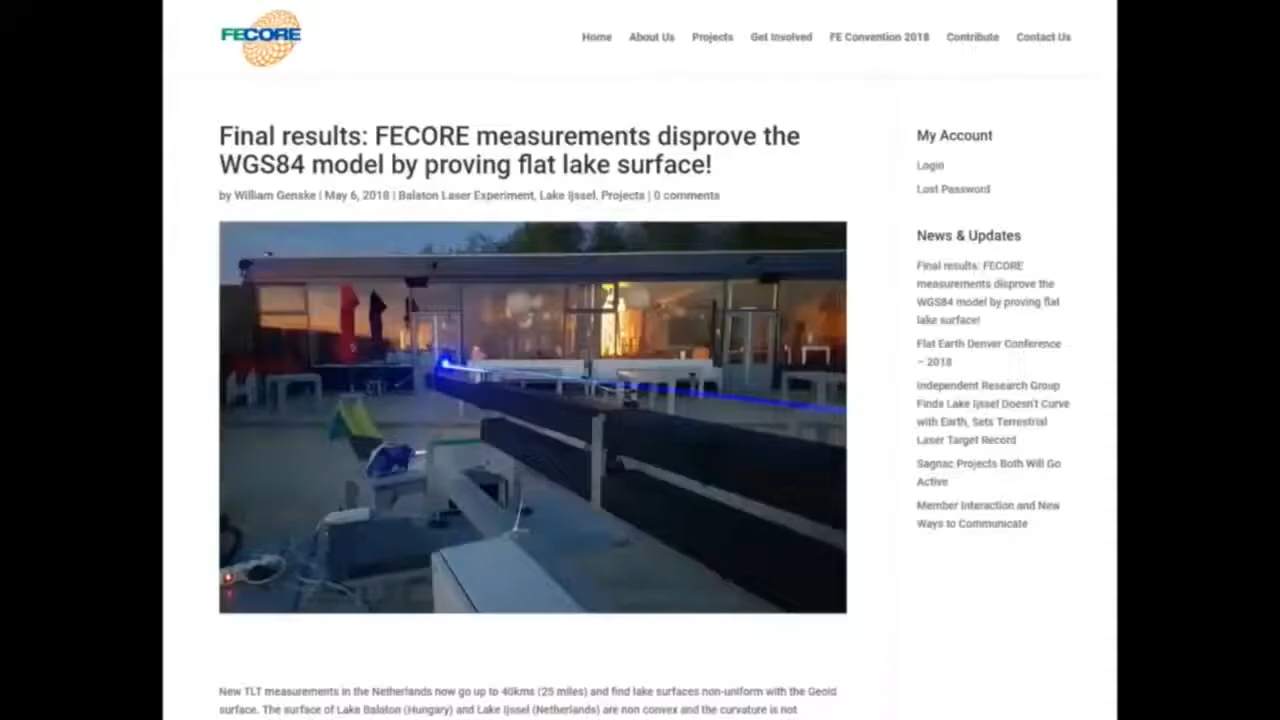 FECORE
Home About Us Projects Get Involved FE Convention 2018 Contribute Contact Us
Final results: FECORE measurements disprove the
WGS84 model by proving flat lake surface!
by William Genske | May 6, 2018 | Balaton Laser Experiment, Lake Ijssel, Projects | 0 comments
New TLT measurements in the Netherlands now go up to 40kms (25 miles) and find lake surfaces non-uniform with the Geoid
surface. The surface of Lake Balaton (Hungary) and Lake Ijssel (Netherlands) are non convex and the curvature is not
My Account
Login
Lost Password
News & Updates
Final results: FECORE
measurements disprove the
WGS84 model by proving flat
lake surface!
Flat Earth Denver Conference
– 2018
Independent Research Group
Finds Lake Ijssel Doesn't Curve
with Earth, Sets Terrestrial
Laser Target Record
Sagnac Projects Both Will Go
Active
Member Interaction and New
Ways to Communicate